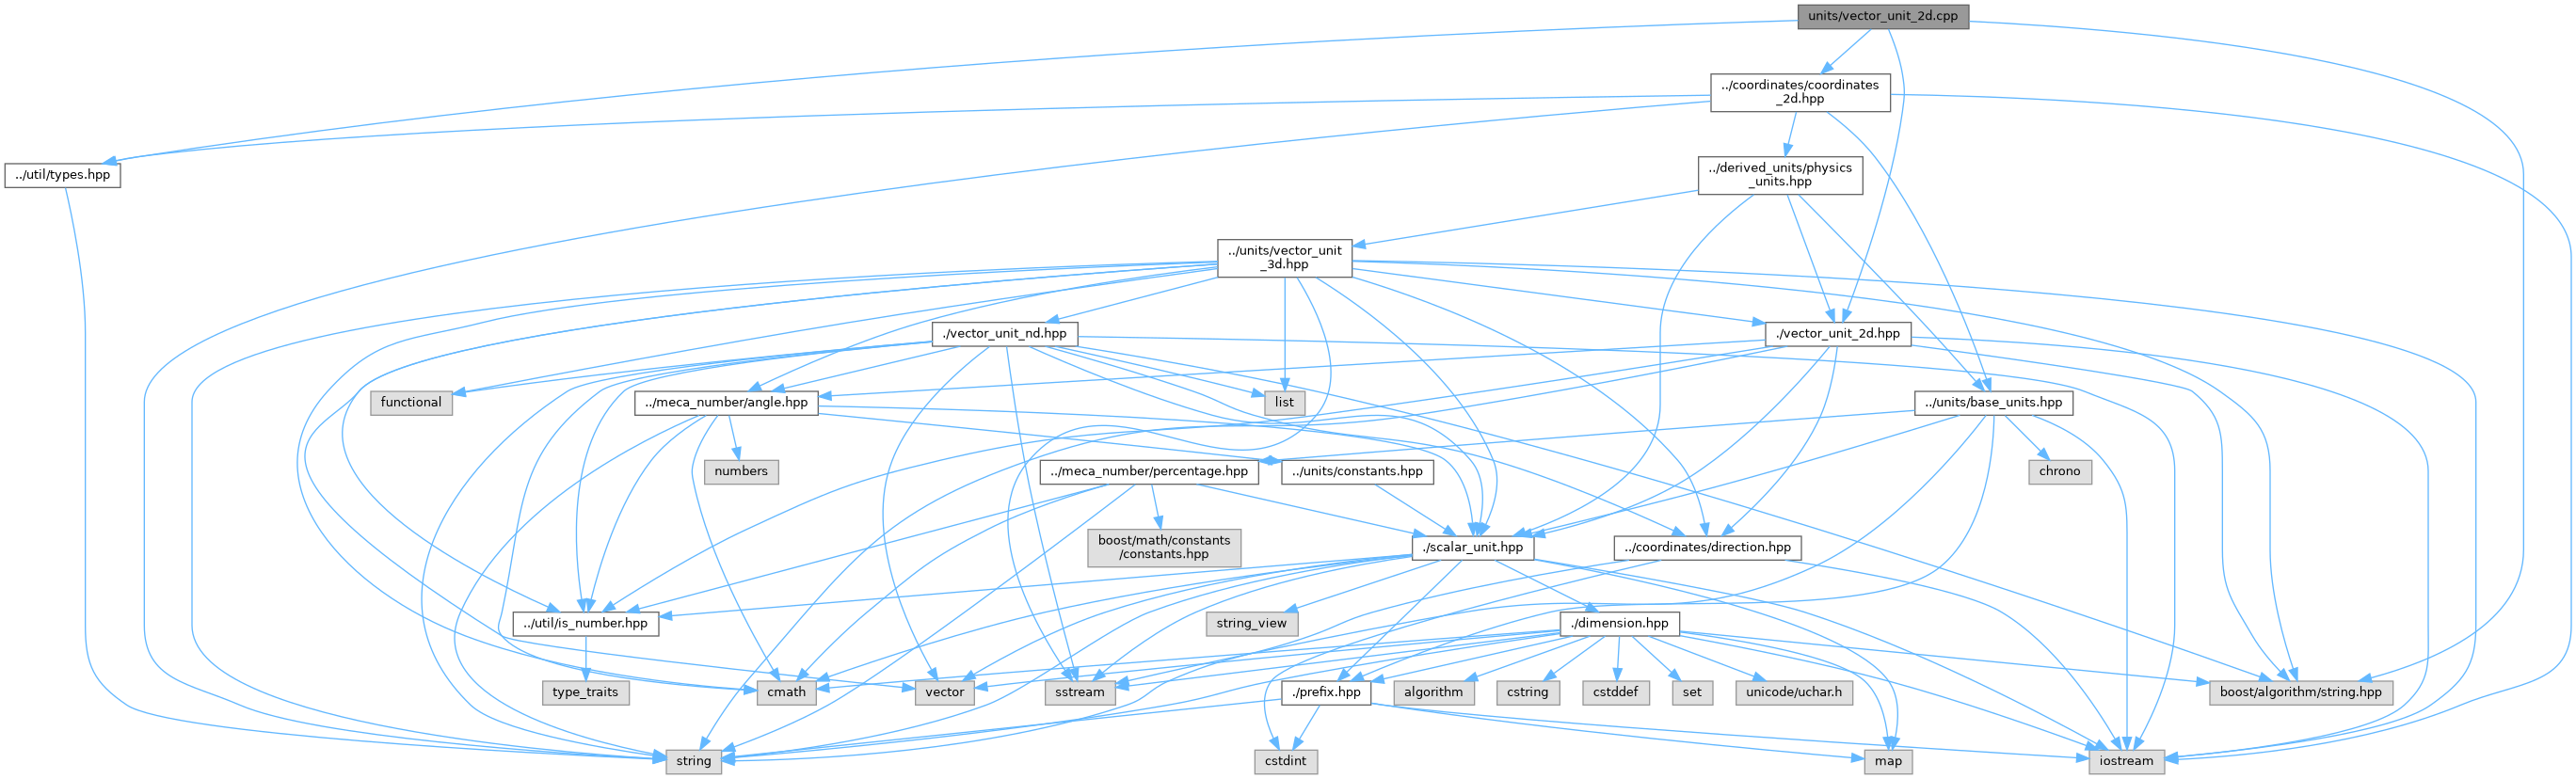 units/vector_unit_2d.cpp
../coordinates/coordinates
_2d.hpp
../util/types.hpp
../derived_units/physics
_units.hpp
../units/vector_unit
_3d.hpp
./vector_unit_nd.hpp
./vector_unit_2d.hpp
functional
../meca_number/angle.hpp
list
../units/base_units.hpp
numbers
../meca_number/percentage.hpp
../units/constants.hpp
chrono
boost/math/constants
/constants.hpp
./scalar_unit.hpp
../coordinates/direction.hpp
../util/is_number.hpp
string_view
./dimension.hpp
type_traits
cmath
vector
sstream
./prefix.hpp
algorithm
cstring
cstddef
set
unicode/uchar.h
boost/algorithm/string.hpp
string
cstdint
map
iostream